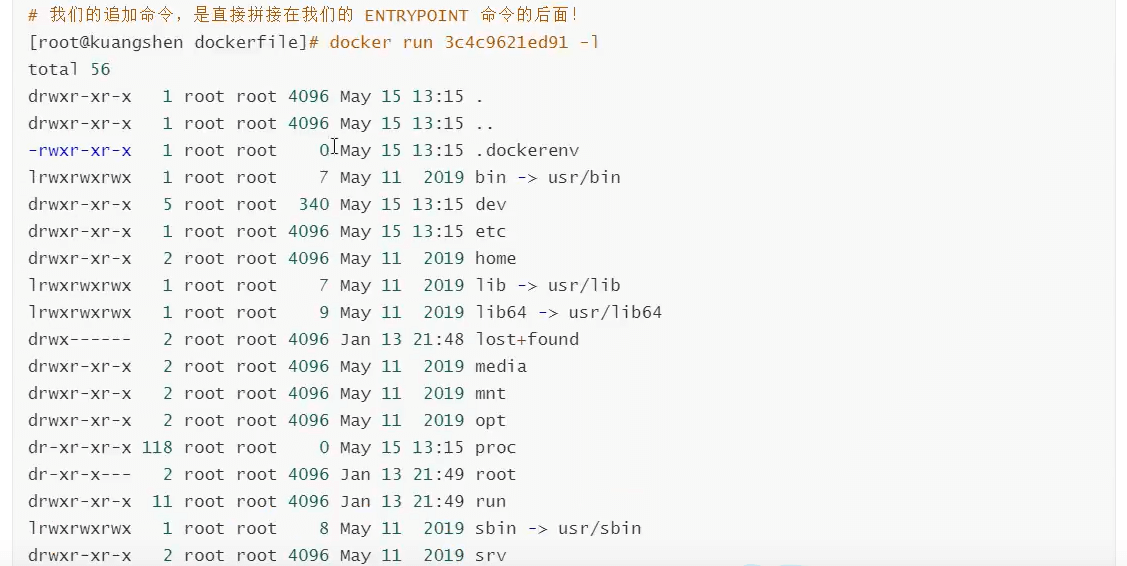 # 我们的追加命令，是直接拼接在我们的 ENTRYPOINT 命令的后面！
[root@kuangshen dockerfile]# docker run 3c4c9621ed91 -l
total 56
drwxr-xr-x   1 root root 4096 May 15 13:15 .
drwxr-xr-x   1 root root 4096 May 15 13:15 ..
-rwxr-xr-x   1 root root    0 May 15 13:15 .dockerenv
lrwxrwxrwx   1 root root    7 May 11  2019 bin -> usr/bin
drwxr-xr-x   5 root root  340 May 15 13:15 dev
drwxr-xr-x   1 root root 4096 May 15 13:15 etc
drwxr-xr-x   2 root root 4096 May 11  2019 home
lrwxrwxrwx   1 root root    7 May 11  2019 lib -> usr/lib
lrwxrwxrwx   1 root root    9 May 11  2019 lib64 -> usr/lib64
drwx------   2 root root 4096 Jan 13 21:48 lost+found
drwxr-xr-x   2 root root 4096 May 11  2019 media
drwxr-xr-x   2 root root 4096 May 11  2019 mnt
drwxr-xr-x   2 root root 4096 May 11  2019 opt
dr-xr-xr-x 118 root root    0 May 15 13:15 proc
dr-xr-x---   2 root root 4096 Jan 13 21:49 root
drwxr-xr-x  11 root root 4096 Jan 13 21:49 run
lrwxrwxrwx   1 root root    8 May 11  2019 sbin -> usr/sbin
drwxr-xr-x   2 root root 4096 May 11  2019 srv